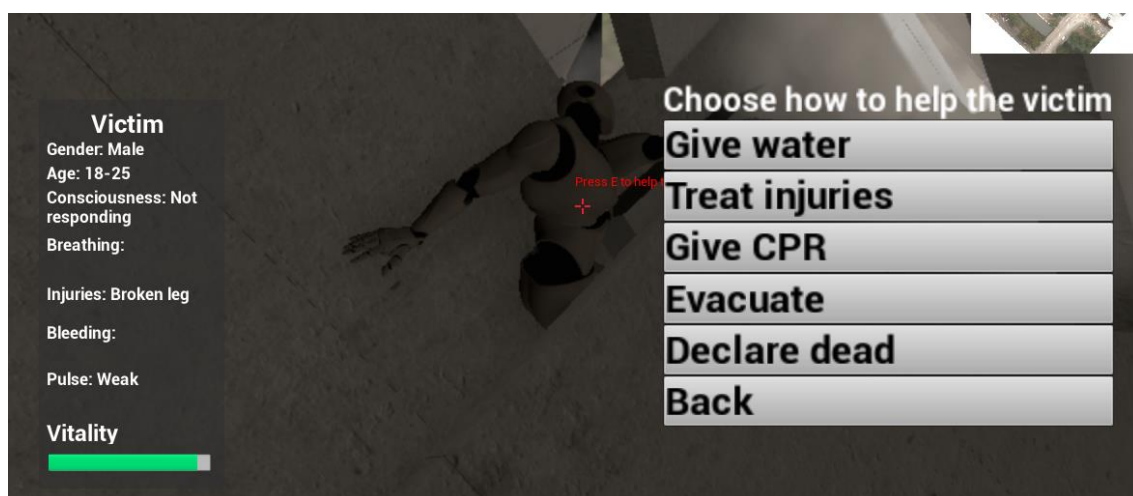 Victim
Gender: Male
Age: 18-25
Consciousness: Not
responding
Breathing:
Injuries: Broken leg
Bleeding:
Pulse: Weak
Vitality
Press E to help t
Choose how to help the victim
Give water
Treat injuries
Give CPR
Evacuate
Declare dead
Back